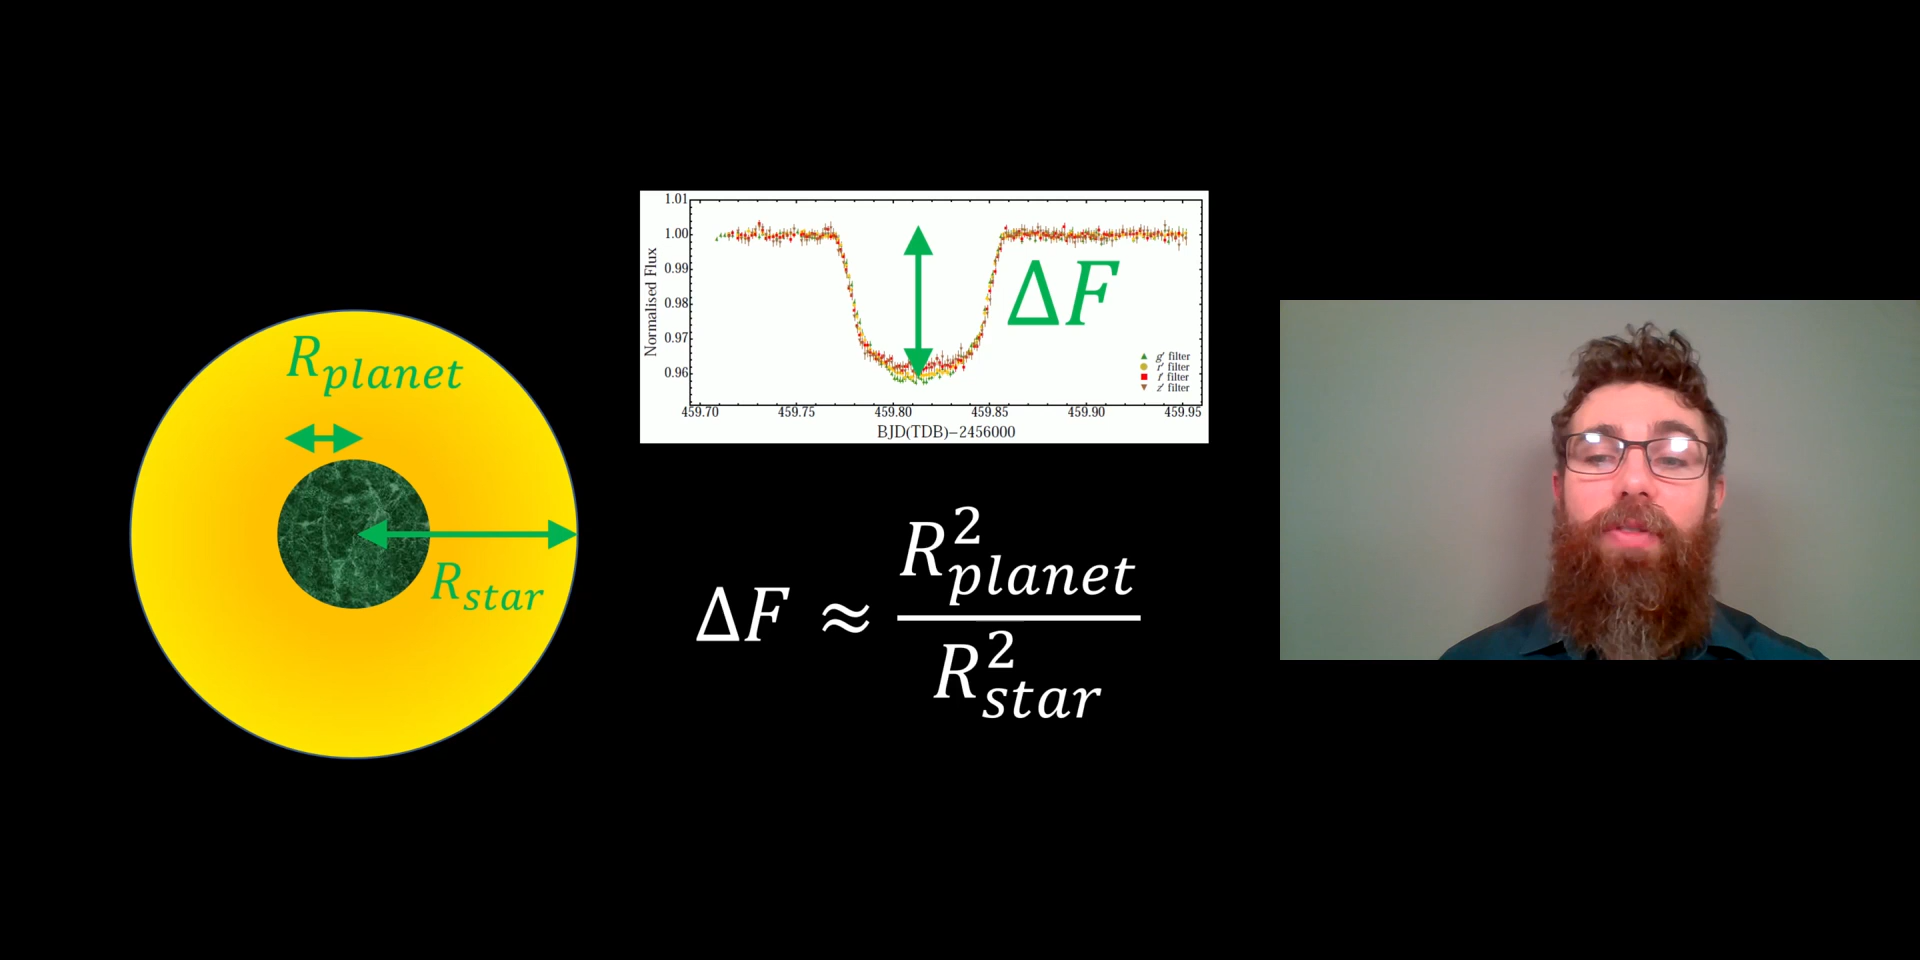 R_planet
R_star
1.01
1.00
0.99
0.98
0.97
0.96
Normalised Flux
ΔF
g' filter
r' filter
i' filter
z' filter
459.70 459.75 459.80 459.85 459.90 459.95
BJD(TDB)−2456000
ΔF ≈ R²_planet / R²_star